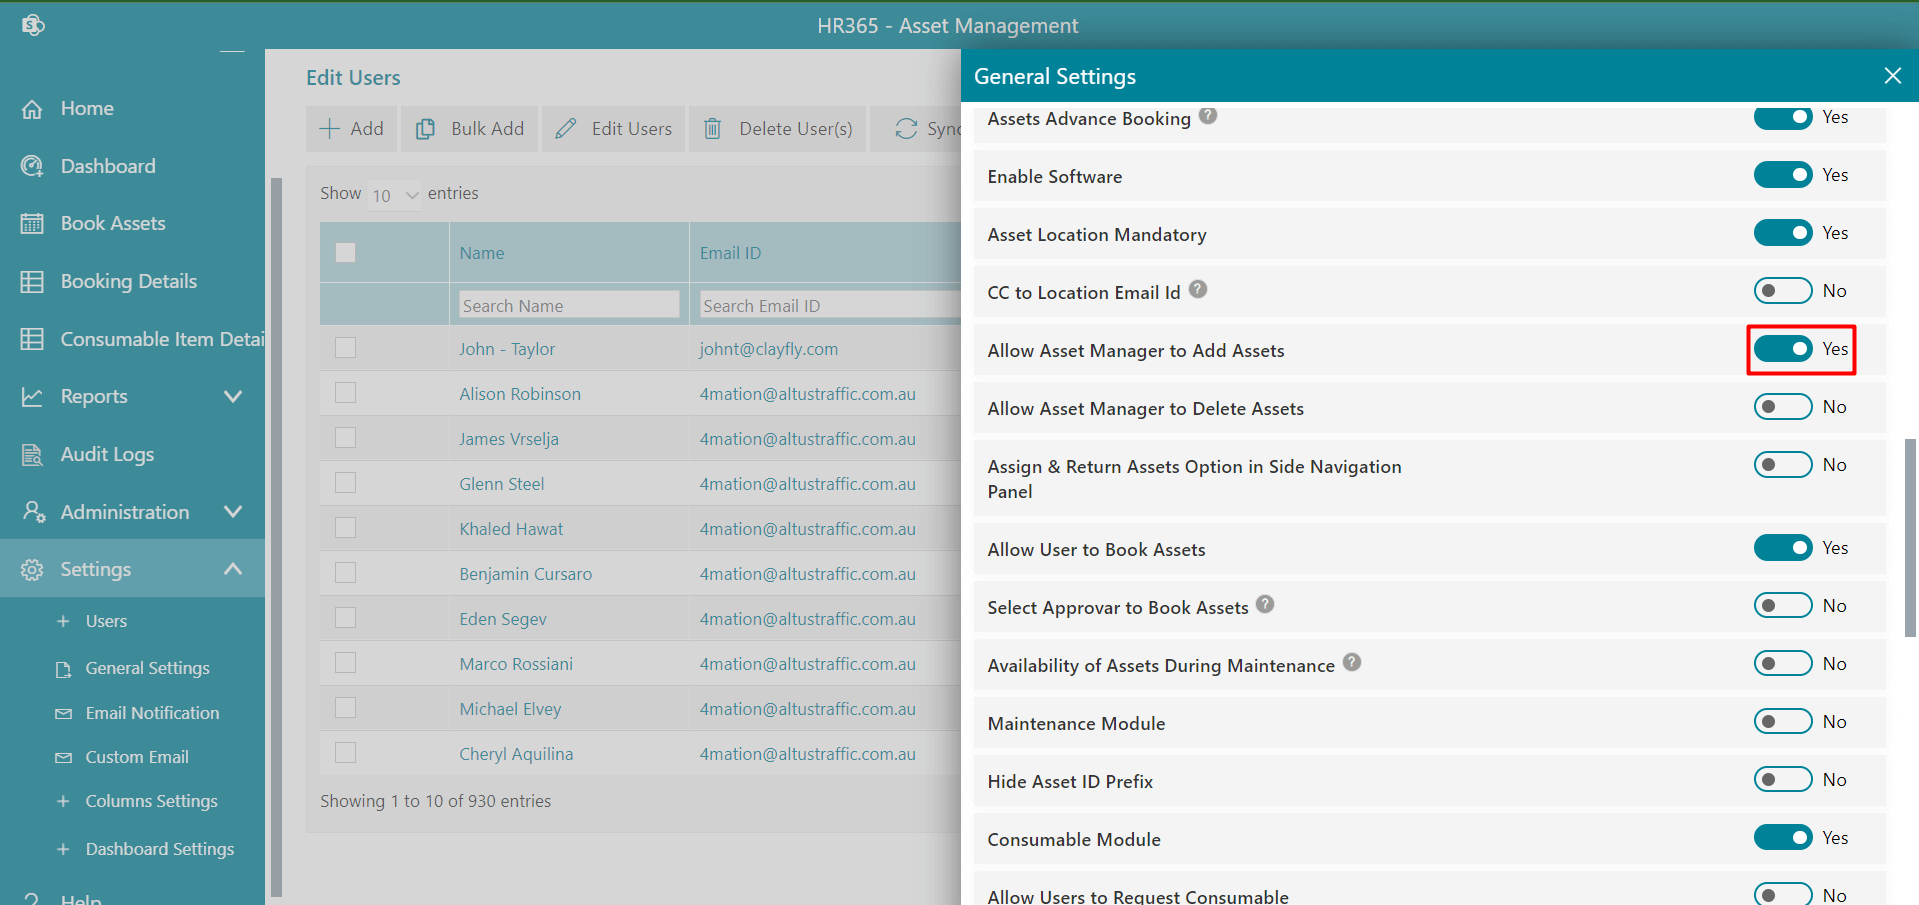 HR365 - Asset Management
Home
Dashboard
Book Assets
Booking Details
Consumable Item Detai
Reports
Audit Logs
Administration
Settings
Users
General Settings
Email Notification
Custom Email
Columns Settings
Dashboard Settings
Help
Edit Users
Add
Bulk Add
Edit Users
Delete User(s)
Sync
Show 10 entries
Name Email ID
Search Name Search Email ID
John - Taylor johnt@clayfly.com
Alison Robinson 4mation@altustraffic.com.au
James Vrselja 4mation@altustraffic.com.au
Glenn Steel 4mation@altustraffic.com.au
Khaled Hawat 4mation@altustraffic.com.au
Benjamin Cursaro 4mation@altustraffic.com.au
Eden Segev 4mation@altustraffic.com.au
Marco Rossiani 4mation@altustraffic.com.au
Michael Elvey 4mation@altustraffic.com.au
Cheryl Aquilina 4mation@altustraffic.com.au
Showing 1 to 10 of 930 entries
General Settings
Assets Advance Booking ? Yes
Enable Software Yes
Asset Location Mandatory Yes
CC to Location Email Id ? No
Allow Asset Manager to Add Assets Yes
Allow Asset Manager to Delete Assets No
Assign & Return Assets Option in Side Navigation No
Panel
Allow User to Book Assets Yes
Select Approvar to Book Assets ? No
Availability of Assets During Maintenance ? No
Maintenance Module No
Hide Asset ID Prefix No
Consumable Module Yes
Allow Users to Request Consumable No